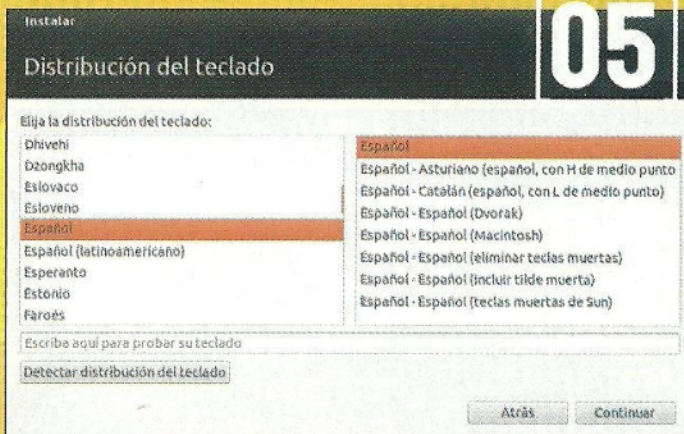 Instalar
05
Distribución del teclado
Elija la distribución del teclado:
Dhivehi
Dzongkha
Eslovaco
Esloveno
Español
Español (latinoamericano)
Esperanto
Estonio
Faroés
Español
Español - Asturiano (español, con H de medio punto
Español - Catalán (español, con L de medio punto)
Español - Español (Dvorak)
Español - Español (Macintosh)
Español - Español (eliminar teclas muertas)
Español - Español (incluir tilde muerta)
Español - Español (teclas muertas de Sun)
Escriba aquí para probar su teclado
Detectar distribución del teclado
Atrás
Continuar